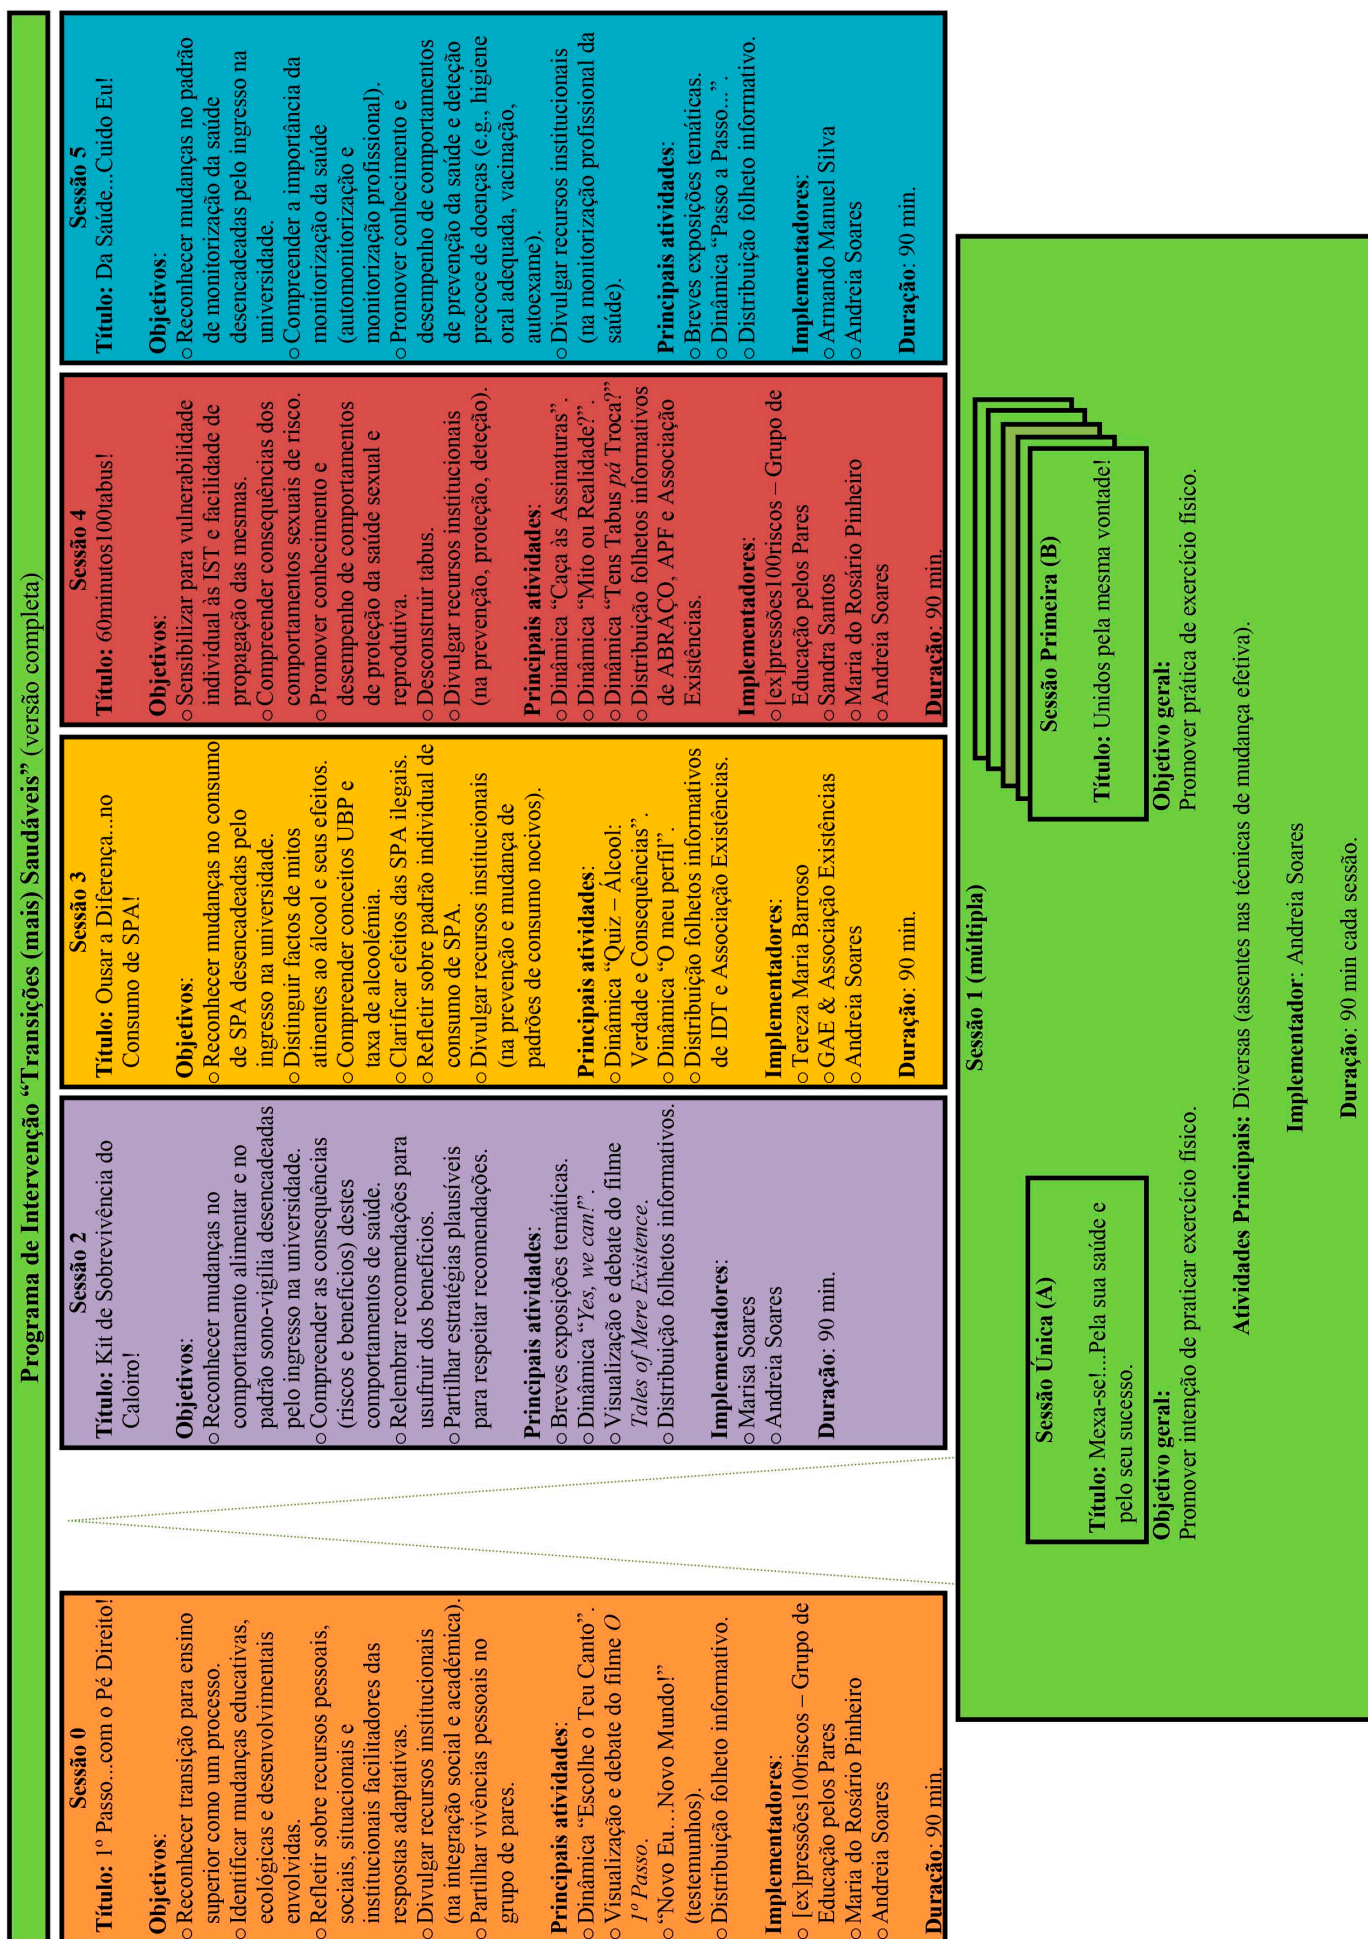 Programa de Intervenção “Transições (mais) Saudáveis” (versão completa)
Sessão 0
Título: 1º Passo...com o Pé Direito!
Objetivos:
○ Reconhecer transição para ensino
superior como um processo.
○ Identificar mudanças educativas,
ecológicas e desenvolvimentais
envolvidas.
○ Refletir sobre recursos pessoais,
sociais, situacionais e
institucionais facilitadores das
respostas adaptativas.
○ Divulgar recursos institucionais
(na integração social e académica).
○ Partilhar vivências pessoais no
grupo de pares.
Principais atividades:
○ Dinâmica “Escolhe o Teu Canto”.
○ Visualização e debate do filme O
1º Passo.
○ “Novo Eu…Novo Mundo!”
(testemunhos).
○ Distribuição folheto informativo.
Implementadores:
○ [ex]pressões100riscos – Grupo de
Educação pelos Pares
○ Maria do Rosário Pinheiro
○ Andreia Soares
Duração: 90 min.
Sessão 2
Título: Kit de Sobrevivência do
Caloiro!
Objetivos:
○ Reconhecer mudanças no
comportamento alimentar e no
padrão sono-vigília desencadeadas
pelo ingresso na universidade.
○ Compreender as consequências
(riscos e benefícios) destes
comportamentos de saúde.
○ Relembrar recomendações para
usufruir dos benefícios.
○ Partilhar estratégias plausíveis
para respeitar recomendações.
Principais atividades:
○ Breves exposições temáticas.
○ Dinâmica “Yes, we can!”.
○ Visualização e debate do filme
Tales of Mere Existence.
○ Distribuição folhetos informativos.
Implementadores:
○ Marisa Soares
○ Andreia Soares
Duração: 90 min.
Sessão 3
Título: Ousar a Diferença...no
Consumo de SPA!
Objetivos:
○ Reconhecer mudanças no consumo
de SPA desencadeadas pelo
ingresso na universidade.
○ Distinguir factos de mitos
atinentes ao álcool e seus efeitos.
○ Compreender conceitos UBP e
taxa de alcoolémia.
○ Clarificar efeitos das SPA ilegais.
○ Refletir sobre padrão individual de
consumo de SPA.
○ Divulgar recursos institucionais
(na prevenção e mudança de
padrões de consumo nocivos).
Principais atividades:
○ Dinâmica “Quiz – Álcool:
Verdade e Consequências”.
○ Dinâmica “O meu perfil”.
○ Distribuição folhetos informativos
de IDT e Associação Existências.
Implementadores:
○ Tereza Maria Barroso
○ GAE & Associação Existências
○ Andreia Soares
Duração: 90 min.
Sessão 4
Título: 60minutos100tabus!
Objetivos:
○ Sensibilizar para vulnerabilidade
individual às IST e facilidade de
propagação das mesmas.
○ Compreender consequências dos
comportamentos sexuais de risco.
○ Promover conhecimento e
desempenho de comportamentos
de proteção da saúde sexual e
reprodutiva.
○ Desconstruir tabus.
○ Divulgar recursos institucionais
(na prevenção, proteção, deteção).
Principais atividades:
○ Dinâmica “Caça às Assinaturas”.
○ Dinâmica “Mito ou Realidade?”.
○ Dinâmica “Tens Tabus pá Troca?”
○ Distribuição folhetos informativos
de ABRAÇO, APF e Associação
Existências.
Implementadores:
○ [ex]pressões100riscos – Grupo de
Educação pelos Pares
○ Sandra Santos
○ Maria do Rosário Pinheiro
○ Andreia Soares
Duração: 90 min.
Sessão 5
Título: Da Saúde...Cuido Eu!
Objetivos:
○ Reconhecer mudanças no padrão
de monitorização da saúde
desencadeadas pelo ingresso na
universidade.
○ Compreender a importância da
monitorização da saúde
(automonitorização e
monitorização profissional).
○ Promover conhecimento e
desempenho de comportamentos
de prevenção da saúde e deteção
precoce de doenças (e.g., higiene
oral adequada, vacinação,
autoexame).
○ Divulgar recursos institucionais
(na monitorização profissional da
saúde).
Principais atividades:
○ Breves exposições temáticas.
○ Dinâmica “Passo a Passo...”.
○ Distribuição folheto informativo.
Implementadores:
○ Armando Manuel Silva
○ Andreia Soares
Duração: 90 min.
Sessão 1 (múltipla)
Sessão Única (A)
Título: Mexa-se!...Pela sua saúde e
pelo seu sucesso.
Objetivo geral:
Promover intenção de praticar exercício físico.
Sessão Primeira (B)
Título: Unidos pela mesma vontade!
Objetivo geral:
Promover prática de exercício físico.
Atividades Principais: Diversas (assentes nas técnicas de mudança efetiva).
Implementador: Andreia Soares
Duração: 90 min cada sessão.